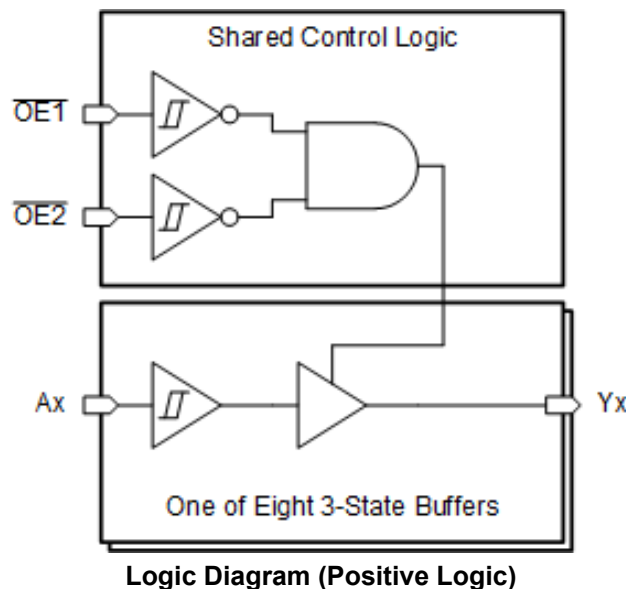 Shared Control Logic
OE1
OE2
Ax
Yx
One of Eight 3-State Buffers
Logic Diagram (Positive Logic)